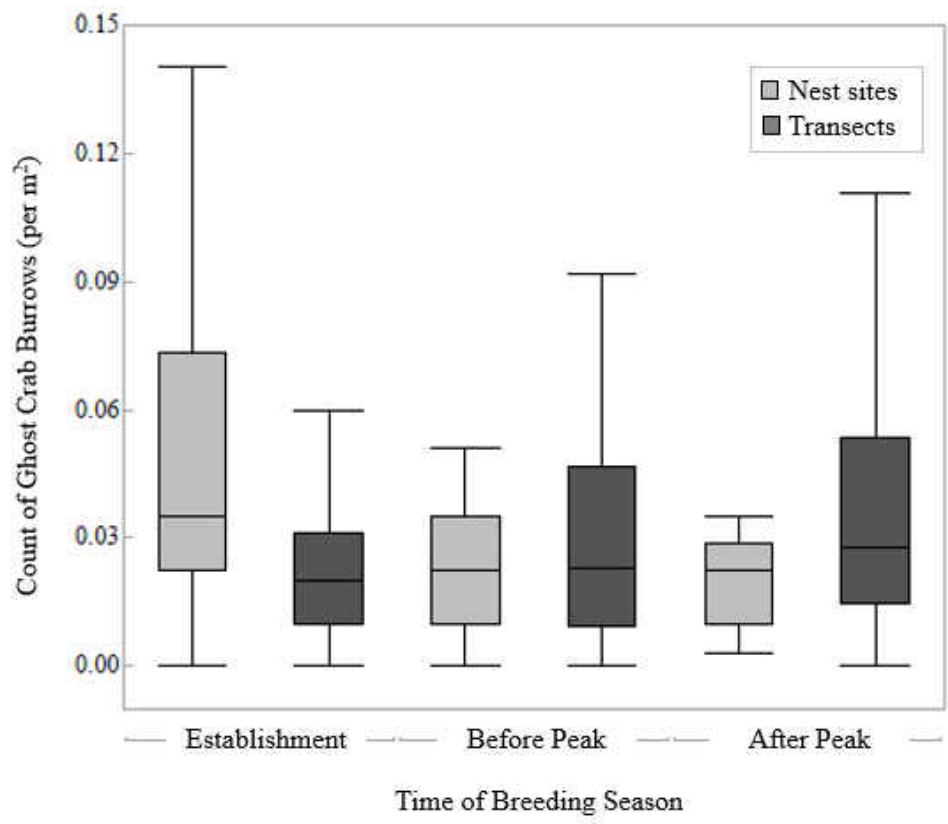 0.15
Nest sites
Transects
0.12
0.09
0.06
0.03
0.00
Count of Ghost Crab Burrows (per m²)
Establishment
Before Peak
After Peak
Time of Breeding Season